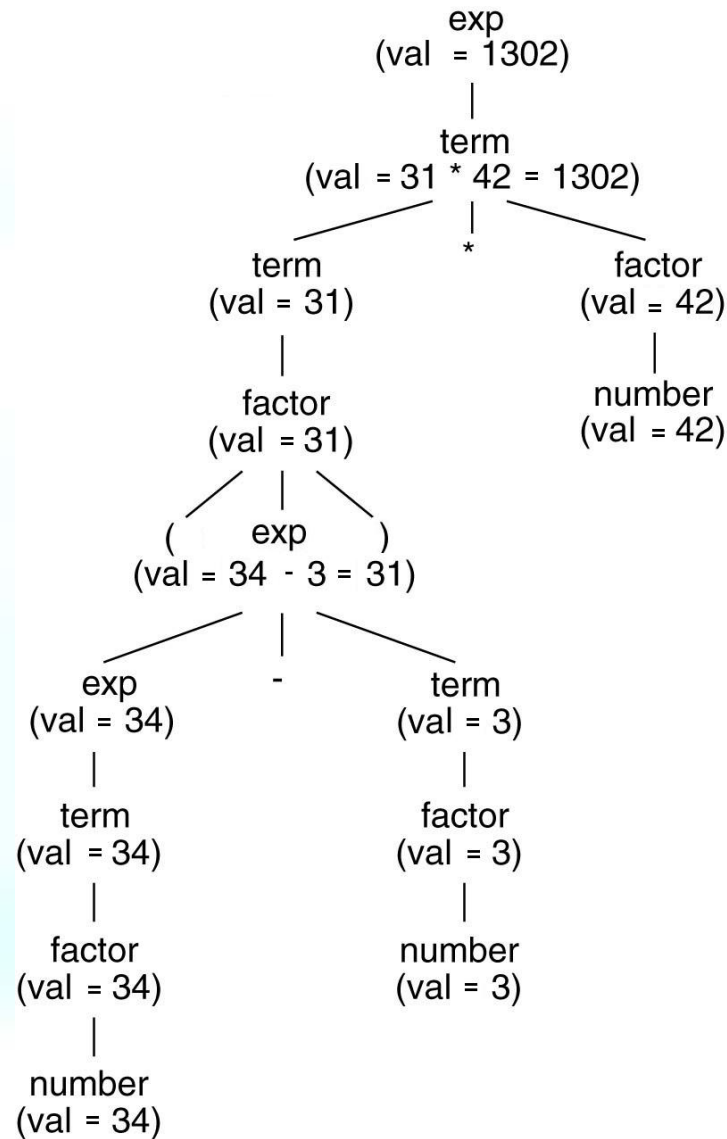 exp
(val = 1302)
term
(val = 31 * 42 = 1302)
term * factor
(val = 31) (val = 42)
factor number
(val = 31) (val = 42)
( exp )
(val = 34 - 3 = 31)
exp - term
(val = 34) (val = 3)
term factor
(val = 34) (val = 3)
factor number
(val = 34) (val = 3)
number
(val = 34)